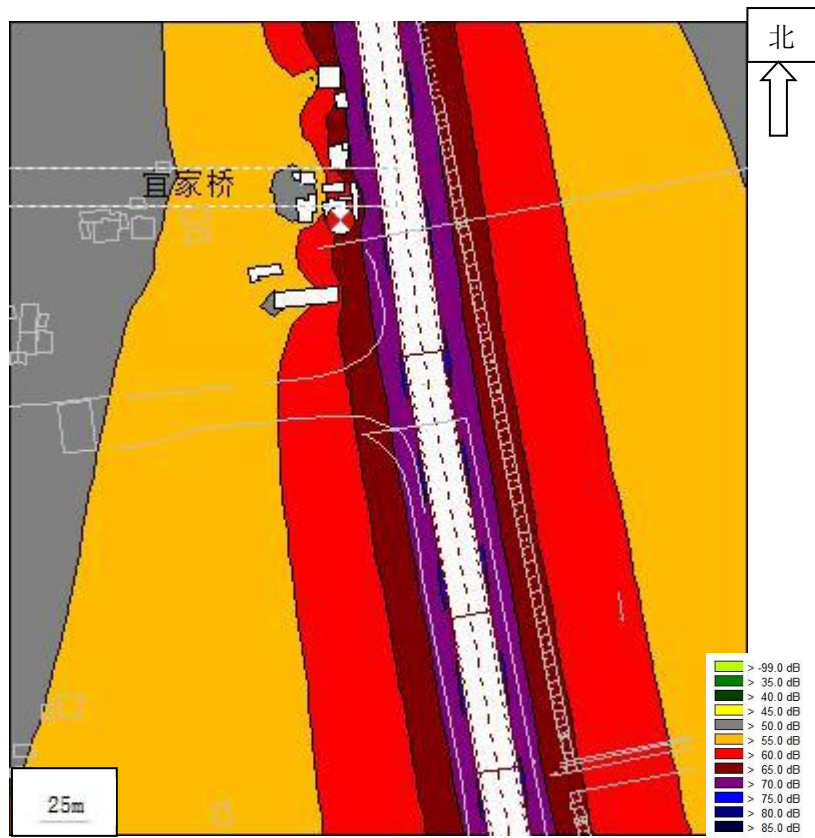 北
宜家桥
25m
> -99.0 dB
> 35.0 dB
> 40.0 dB
> 45.0 dB
> 50.0 dB
> 55.0 dB
> 60.0 dB
> 65.0 dB
> 70.0 dB
> 75.0 dB
> 80.0 dB
> 85.0 dB